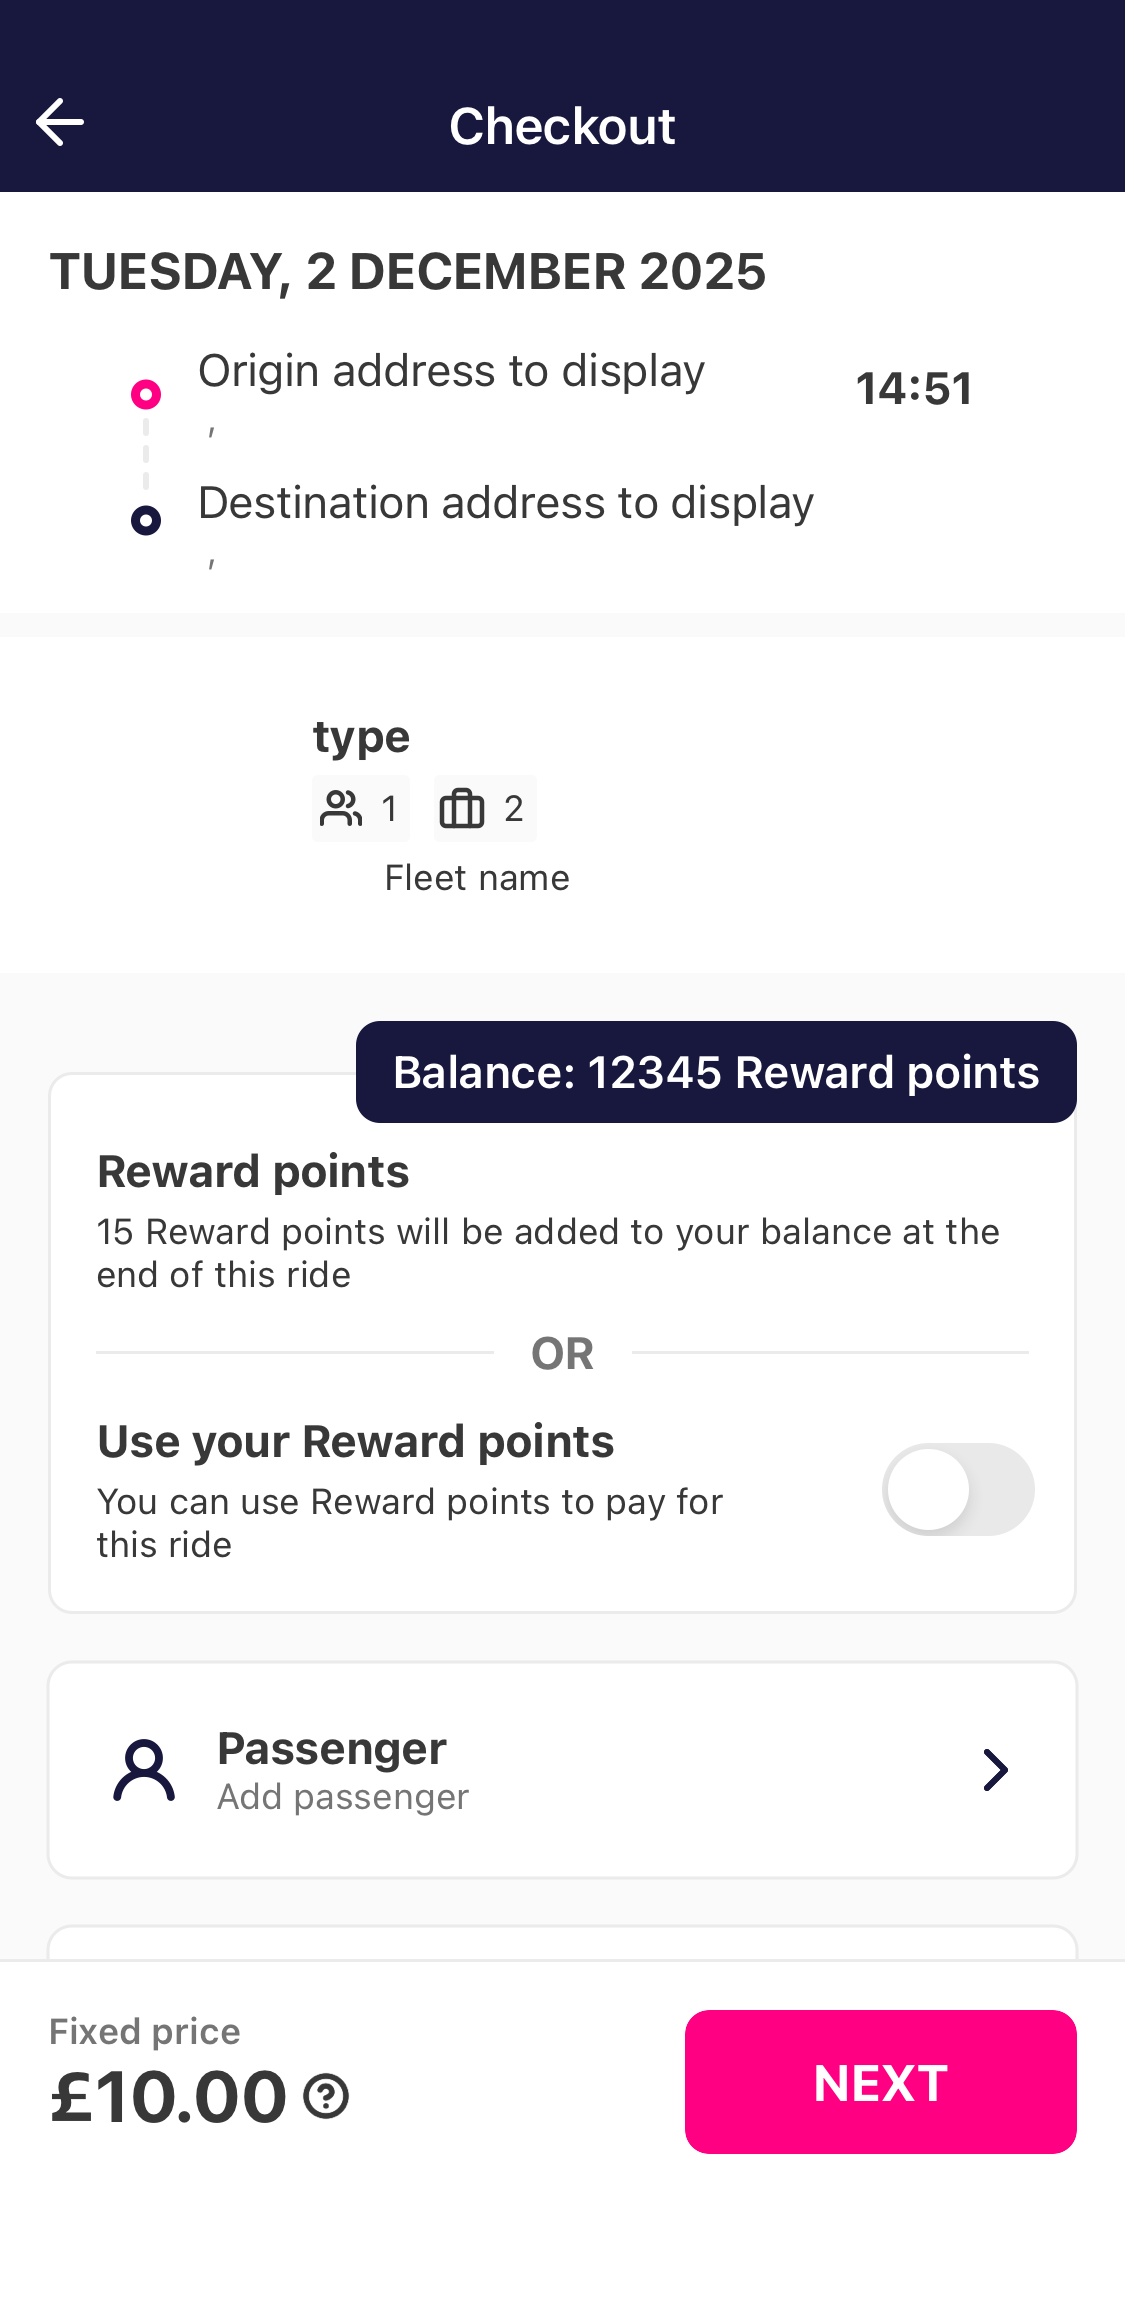 Checkout
TUESDAY, 2 DECEMBER 2025
Origin address to display
14:51
,
Destination address to display
,
type
1
2
Fleet name
Balance: 12345 Reward points
Reward points
15 Reward points will be added to your balance at the
end of this ride
OR
Use your Reward points
You can use Reward points to pay for
this ride
Passenger
Add passenger
Fixed price
£10.00
NEXT